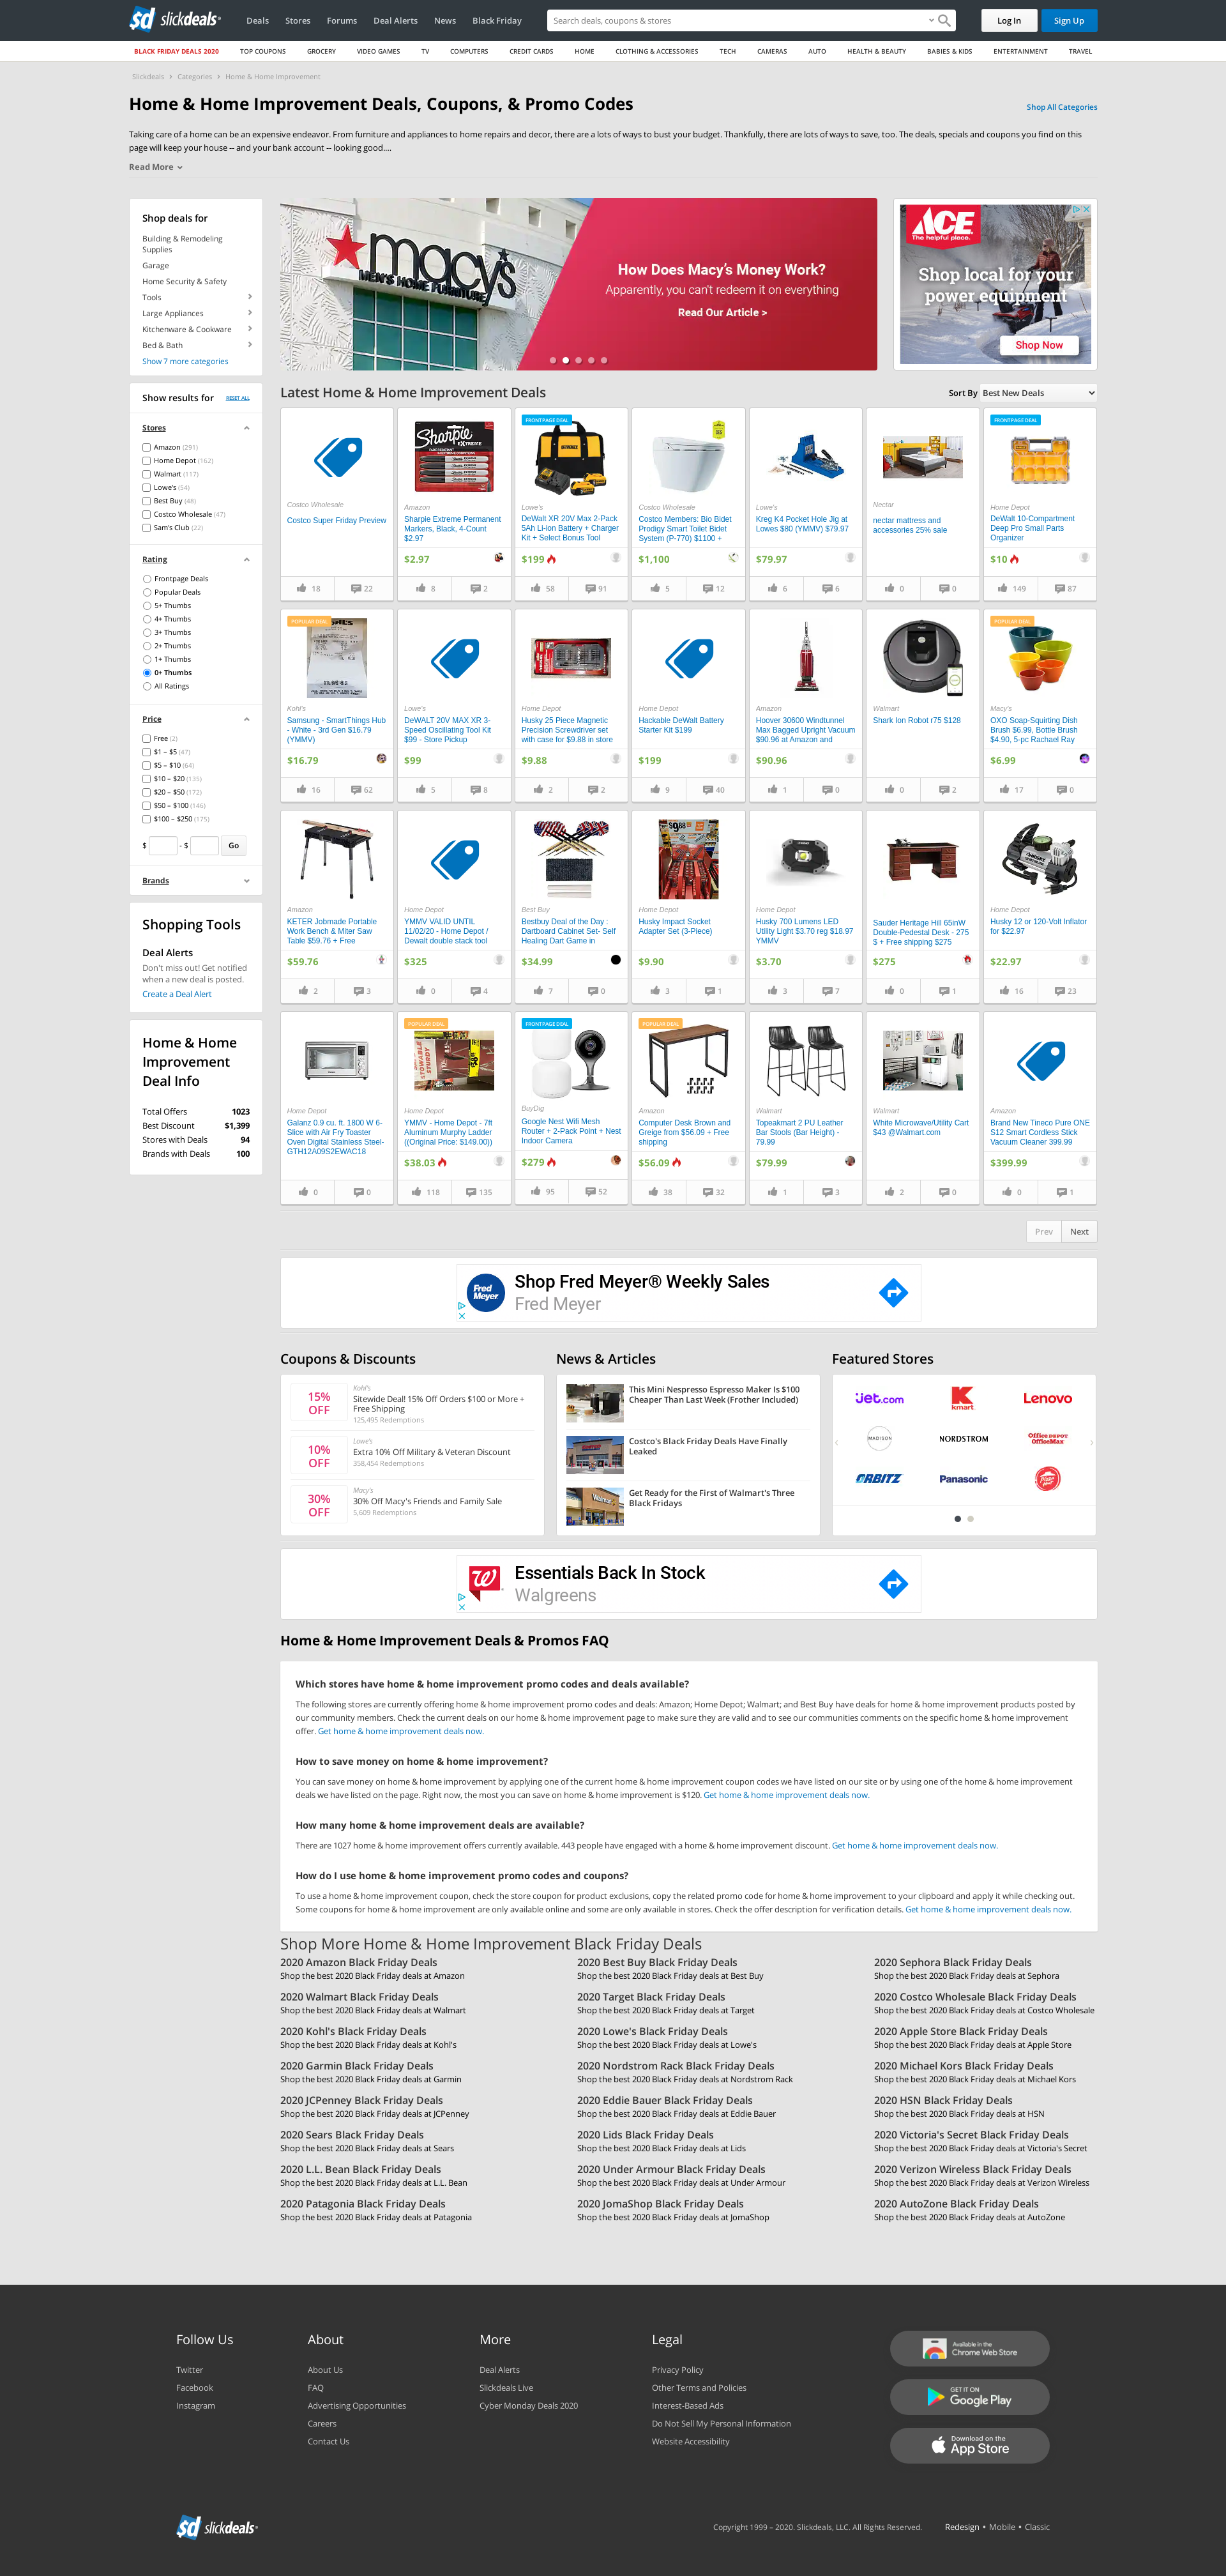 slickdeals
Deals Stores Forums Deal Alerts News Black Friday
Search deals, coupons & stores
Log In Sign Up
BLACK FRIDAY DEALS 2020 TOP COUPONS GROCERY VIDEO GAMES TV COMPUTERS CREDIT CARDS HOME CLOTHING & ACCESSORIES TECH CAMERAS AUTO HEALTH & BEAUTY BABIES & KIDS ENTERTAINMENT TRAVEL
Slickdeals › Categories › Home & Home Improvement
Home & Home Improvement Deals, Coupons, & Promo Codes
Shop All Categories
Taking care of a home can be an expensive endeavor. From furniture and appliances to home repairs and decor, there are a lots of ways to bust your budget. Thankfully, there are lots of ways to save, too. The deals, specials and coupons you find on this
page will keep your house -- and your bank account -- looking good....
Read More
Shop deals for
Building & Remodeling
Supplies
Garage
Home Security & Safety
Tools
Large Appliances
Kitchenware & Cookware
Bed & Bath
Show 7 more categories
Show results for RESET ALL
Stores
Amazon (291)
Home Depot (162)
Walmart (117)
Lowe's (54)
Best Buy (48)
Costco Wholesale (47)
Sam's Club (22)
Rating
Frontpage Deals
Popular Deals
5+ Thumbs
4+ Thumbs
3+ Thumbs
2+ Thumbs
1+ Thumbs
0+ Thumbs
All Ratings
Price
Free (2)
$1 – $5 (47)
$5 – $10 (64)
$10 – $20 (135)
$20 – $50 (172)
$50 – $100 (146)
$100 – $250 (175)
$ - $ Go
Brands
Shopping Tools
Deal Alerts
Don't miss out! Get notified
when a new deal is posted.
Create a Deal Alert
Home & Home
Improvement
Deal Info
Total Offers 1023
Best Discount $1,399
Stores with Deals 94
Brands with Deals 100
macy's
MEN'S HOME FURNITURE
How Does Macy's Money Work?
Apparently, you can't redeem it on everything
Read Our Article >
ACE
The helpful place.
Shop local for your
power equipment
Shop Now
Latest Home & Home Improvement Deals
Sort By Best New Deals
Costco Wholesale
Costco Super Friday Preview
18 22
Sharpie
EXTREME
Amazon
Sharpie Extreme Permanent
Markers, Black, 4-Count
$2.97
$2.97
8 2
FRONTPAGE DEAL
DEWALT
Lowe's
DeWalt XR 20V Max 2-Pack
5Ah Li-ion Battery + Charger
Kit + Select Bonus Tool
$199
58 91
Costco Wholesale
Costco Members: Bio Bidet
Prodigy Smart Toilet Bidet
System (P-770) $1100 +
$1,100
5 12
Lowe's
Kreg K4 Pocket Hole Jig at
Lowes $80 (YMMV) $79.97
$79.97
6 6
Nectar
nectar mattress and
accessories 25% sale
0 0
FRONTPAGE DEAL
Home Depot
DeWalt 10-Compartment
Deep Pro Small Parts
Organizer
$10
149 87
POPULAR DEAL
Kohl's
Samsung - SmartThings Hub
- White - 3rd Gen $16.79
(YMMV)
$16.79
16 62
Lowe's
DeWALT 20V MAX XR 3-
Speed Oscillating Tool Kit
$99 - Store Pickup
$99
5 8
Home Depot
Husky 25 Piece Magnetic
Precision Screwdriver set
with case for $9.88 in store
$9.88
2 2
Home Depot
Hackable DeWalt Battery
Starter Kit $199
$199
9 40
Amazon
Hoover 30600 Windtunnel
Max Bagged Upright Vacuum
$90.96 at Amazon and
$90.96
1 0
Walmart
Shark Ion Robot r75 $128
0 2
POPULAR DEAL
Macy's
OXO Soap-Squirting Dish
Brush $6.99, Bottle Brush
$4.90, 5-pc Rachael Ray
$6.99
17 0
Amazon
KETER Jobmade Portable
Work Bench & Miter Saw
Table $59.76 + Free
$59.76
2 3
Home Depot
YMMV VALID UNTIL
11/02/20 - Home Depot /
Dewalt double stack tool
$325
0 4
Best Buy
Bestbuy Deal of the Day :
Dartboard Cabinet Set- Self
Healing Dart Game in
$34.99
7 0
$9.88
Home Depot
Husky Impact Socket
Adapter Set (3-Piece)
$9.90
3 1
Home Depot
Husky 700 Lumens LED
Utility Light $3.70 reg $18.97
YMMV
$3.70
3 7
Sauder Heritage Hill 65inW
Double-Pedestal Desk - 275
$ + Free shipping $275
$275
0 1
Home Depot
Husky 12 or 120-Volt Inflator
for $22.97
$22.97
16 23
Home Depot
Galanz 0.9 cu. ft. 1800 W 6-
Slice with Air Fry Toaster
Oven Digital Stainless Steel-
GTH12A09S2EWAC18
0 0
POPULAR DEAL
Home Depot
YMMV - Home Depot - 7ft
Aluminum Murphy Ladder
((Original Price: $149.00))
$38.03
118 135
FRONTPAGE DEAL
BuyDig
Google Nest Wifi Mesh
Router + 2-Pack Point + Nest
Indoor Camera
$279
95 52
POPULAR DEAL
Amazon
Computer Desk Brown and
Greige from $56.09 + Free
shipping
$56.09
38 32
Walmart
Topeakmart 2 PU Leather
Bar Stools (Bar Height) -
79.99
$79.99
1 3
Walmart
White Microwave/Utility Cart
$43 @Walmart.com
2 0
Amazon
Brand New Tineco Pure ONE
S12 Smart Cordless Stick
Vacuum Cleaner 399.99
$399.99
0 1
Prev Next
Fred Meyer
Shop Fred Meyer® Weekly Sales
Fred Meyer
Coupons & Discounts
15%
OFF
Kohl's
Sitewide Deal! 15% Off Orders $100 or More +
Free Shipping
125,495 Redemptions
10%
OFF
Lowe's
Extra 10% Off Military & Veteran Discount
358,454 Redemptions
30%
OFF
Macy's
30% Off Macy's Friends and Family Sale
5,609 Redemptions
News & Articles
This Mini Nespresso Espresso Maker Is $100
Cheaper Than Last Week (Frother Included)
Costco's Black Friday Deals Have Finally
Leaked
Walmart
Get Ready for the First of Walmart's Three
Black Fridays
Featured Stores
Jet.com Kmart Lenovo
MADISON NORDSTROM Office DEPOT OfficeMax
ORBITZ Panasonic
Essentials Back In Stock
Walgreens
Home & Home Improvement Deals & Promos FAQ
Which stores have home & home improvement promo codes and deals available?
The following stores are currently offering home & home improvement promo codes and deals: Amazon; Home Depot; Walmart; and Best Buy have deals for home & home improvement products posted by
our community members. Check the current deals on our home & home improvement page to make sure they are valid and to see our communities comments on the specific home & home improvement
offer. Get home & home improvement deals now.
How to save money on home & home improvement?
You can save money on home & home improvement by applying one of the current home & home improvement coupon codes we have listed on our site or by using one of the home & home improvement
deals we have listed on the page. Right now, the most you can save on home & home improvement is $120. Get home & home improvement deals now.
How many home & home improvement deals are available?
There are 1027 home & home improvement offers currently available. 443 people have engaged with a home & home improvement discount. Get home & home improvement deals now.
How do I use home & home improvement promo codes and coupons?
To use a home & home improvement coupon, check the store coupon for product exclusions, copy the related promo code for home & home improvement to your clipboard and apply it while checking out.
Some coupons for home & home improvement are only available online and some are only available in stores. Check the offer description for verification details. Get home & home improvement deals now.
Shop More Home & Home Improvement Black Friday Deals
2020 Amazon Black Friday Deals
Shop the best 2020 Black Friday deals at Amazon
2020 Best Buy Black Friday Deals
Shop the best 2020 Black Friday deals at Best Buy
2020 Sephora Black Friday Deals
Shop the best 2020 Black Friday deals at Sephora
2020 Walmart Black Friday Deals
Shop the best 2020 Black Friday deals at Walmart
2020 Target Black Friday Deals
Shop the best 2020 Black Friday deals at Target
2020 Costco Wholesale Black Friday Deals
Shop the best 2020 Black Friday deals at Costco Wholesale
2020 Kohl's Black Friday Deals
Shop the best 2020 Black Friday deals at Kohl's
2020 Lowe's Black Friday Deals
Shop the best 2020 Black Friday deals at Lowe's
2020 Apple Store Black Friday Deals
Shop the best 2020 Black Friday deals at Apple Store
2020 Garmin Black Friday Deals
Shop the best 2020 Black Friday deals at Garmin
2020 Nordstrom Rack Black Friday Deals
Shop the best 2020 Black Friday deals at Nordstrom Rack
2020 Michael Kors Black Friday Deals
Shop the best 2020 Black Friday deals at Michael Kors
2020 JCPenney Black Friday Deals
Shop the best 2020 Black Friday deals at JCPenney
2020 Eddie Bauer Black Friday Deals
Shop the best 2020 Black Friday deals at Eddie Bauer
2020 HSN Black Friday Deals
Shop the best 2020 Black Friday deals at HSN
2020 Sears Black Friday Deals
Shop the best 2020 Black Friday deals at Sears
2020 Lids Black Friday Deals
Shop the best 2020 Black Friday deals at Lids
2020 Victoria's Secret Black Friday Deals
Shop the best 2020 Black Friday deals at Victoria's Secret
2020 L.L. Bean Black Friday Deals
Shop the best 2020 Black Friday deals at L.L. Bean
2020 Under Armour Black Friday Deals
Shop the best 2020 Black Friday deals at Under Armour
2020 Verizon Wireless Black Friday Deals
Shop the best 2020 Black Friday deals at Verizon Wireless
2020 Patagonia Black Friday Deals
Shop the best 2020 Black Friday deals at Patagonia
2020 JomaShop Black Friday Deals
Shop the best 2020 Black Friday deals at JomaShop
2020 AutoZone Black Friday Deals
Shop the best 2020 Black Friday deals at AutoZone
Follow Us
Twitter
Facebook
Instagram
About
About Us
FAQ
Advertising Opportunities
Careers
Contact Us
More
Deal Alerts
Slickdeals Live
Cyber Monday Deals 2020
Legal
Privacy Policy
Other Terms and Policies
Interest-Based Ads
Do Not Sell My Personal Information
Website Accessibility
Available in the
Chrome Web Store
GET IT ON
Google Play
Download on the
App Store
slickdeals
Copyright 1999 – 2020. Slickdeals, LLC. All Rights Reserved. Redesign • Mobile • Classic